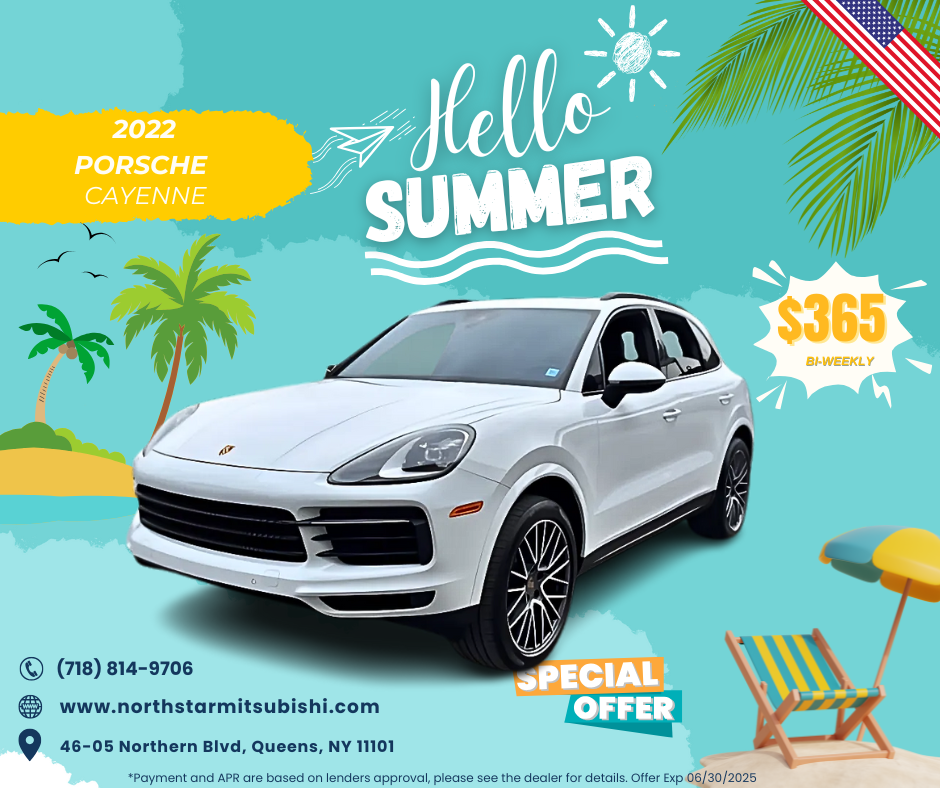 2022
PORSCHE
CAYENNE
Hello
SUMMER
$365
BI-WEEKLY
SPECIAL
OFFER
(718) 814-9706
www.northstarmitsubishi.com
46-05 Northern Blvd, Queens, NY 11101
*Payment and APR are based on lenders approval, please see the dealer for details. Offer Exp 06/30/2025